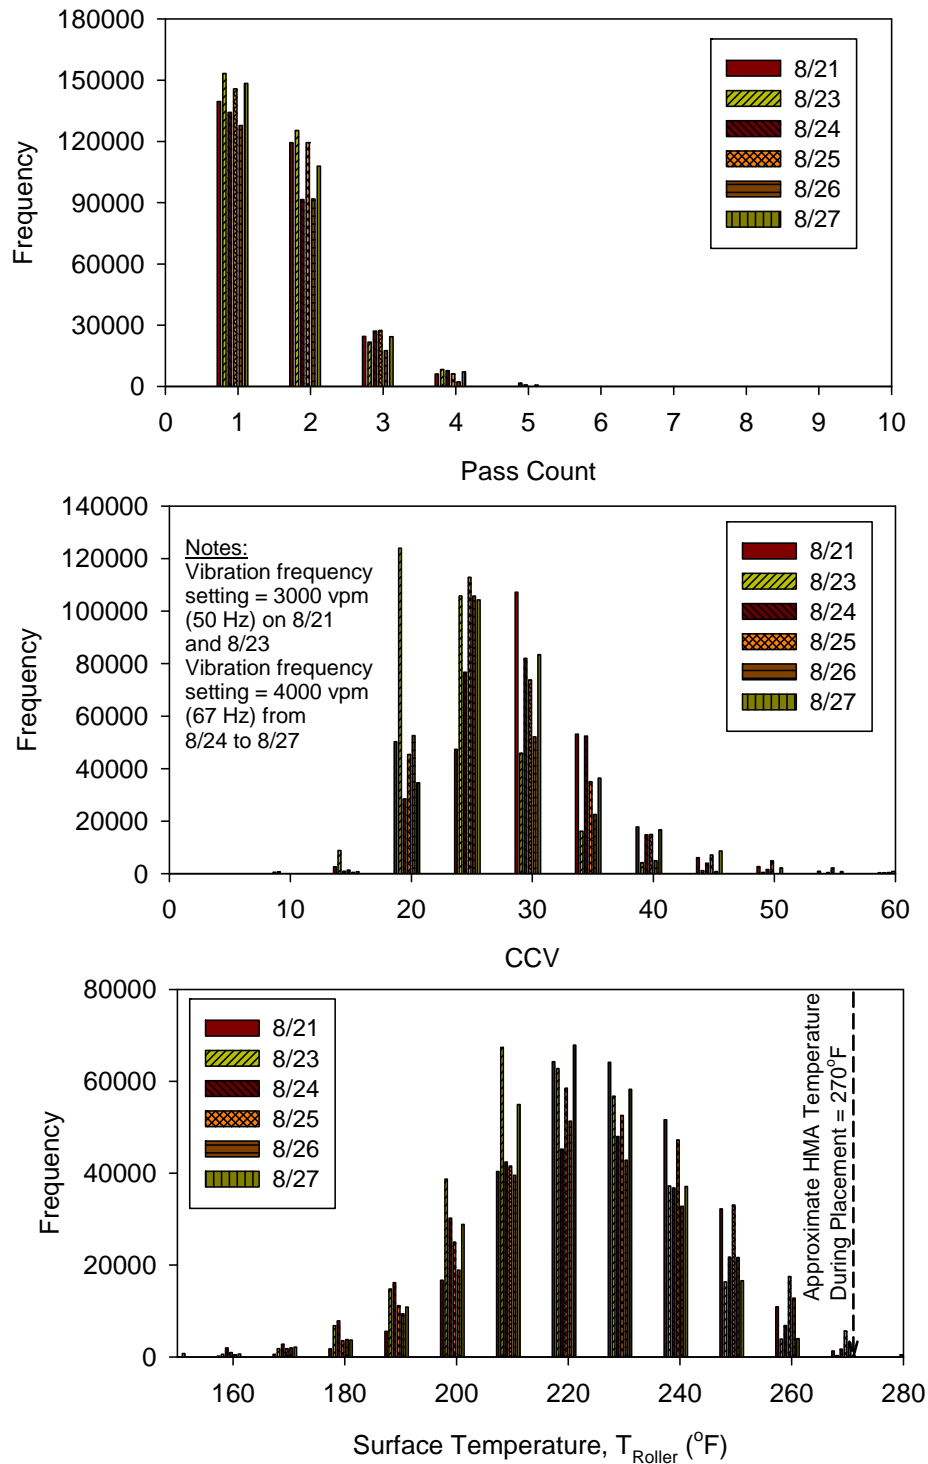 180000
150000
120000
90000
60000
30000
0
Frequency
8/21
8/23
8/24
8/25
8/26
8/27
0 1 2 3 4 5 6 7 8 9 10
Pass Count
140000
120000
100000
80000
60000
40000
20000
0
Frequency
Notes:
Vibration frequency
setting = 3000 vpm
(50 Hz) on 8/21
and 8/23
Vibration frequency
setting = 4000 vpm
(67 Hz) from
8/24 to 8/27
8/21
8/23
8/24
8/25
8/26
8/27
0 10 20 30 40 50 60
CCV
80000
60000
40000
20000
0
Frequency
8/21
8/23
8/24
8/25
8/26
8/27
Approximate HMA Temperature
During Placement = 270°F
160 180 200 220 240 260 280
Surface Temperature, TRoller (°F)